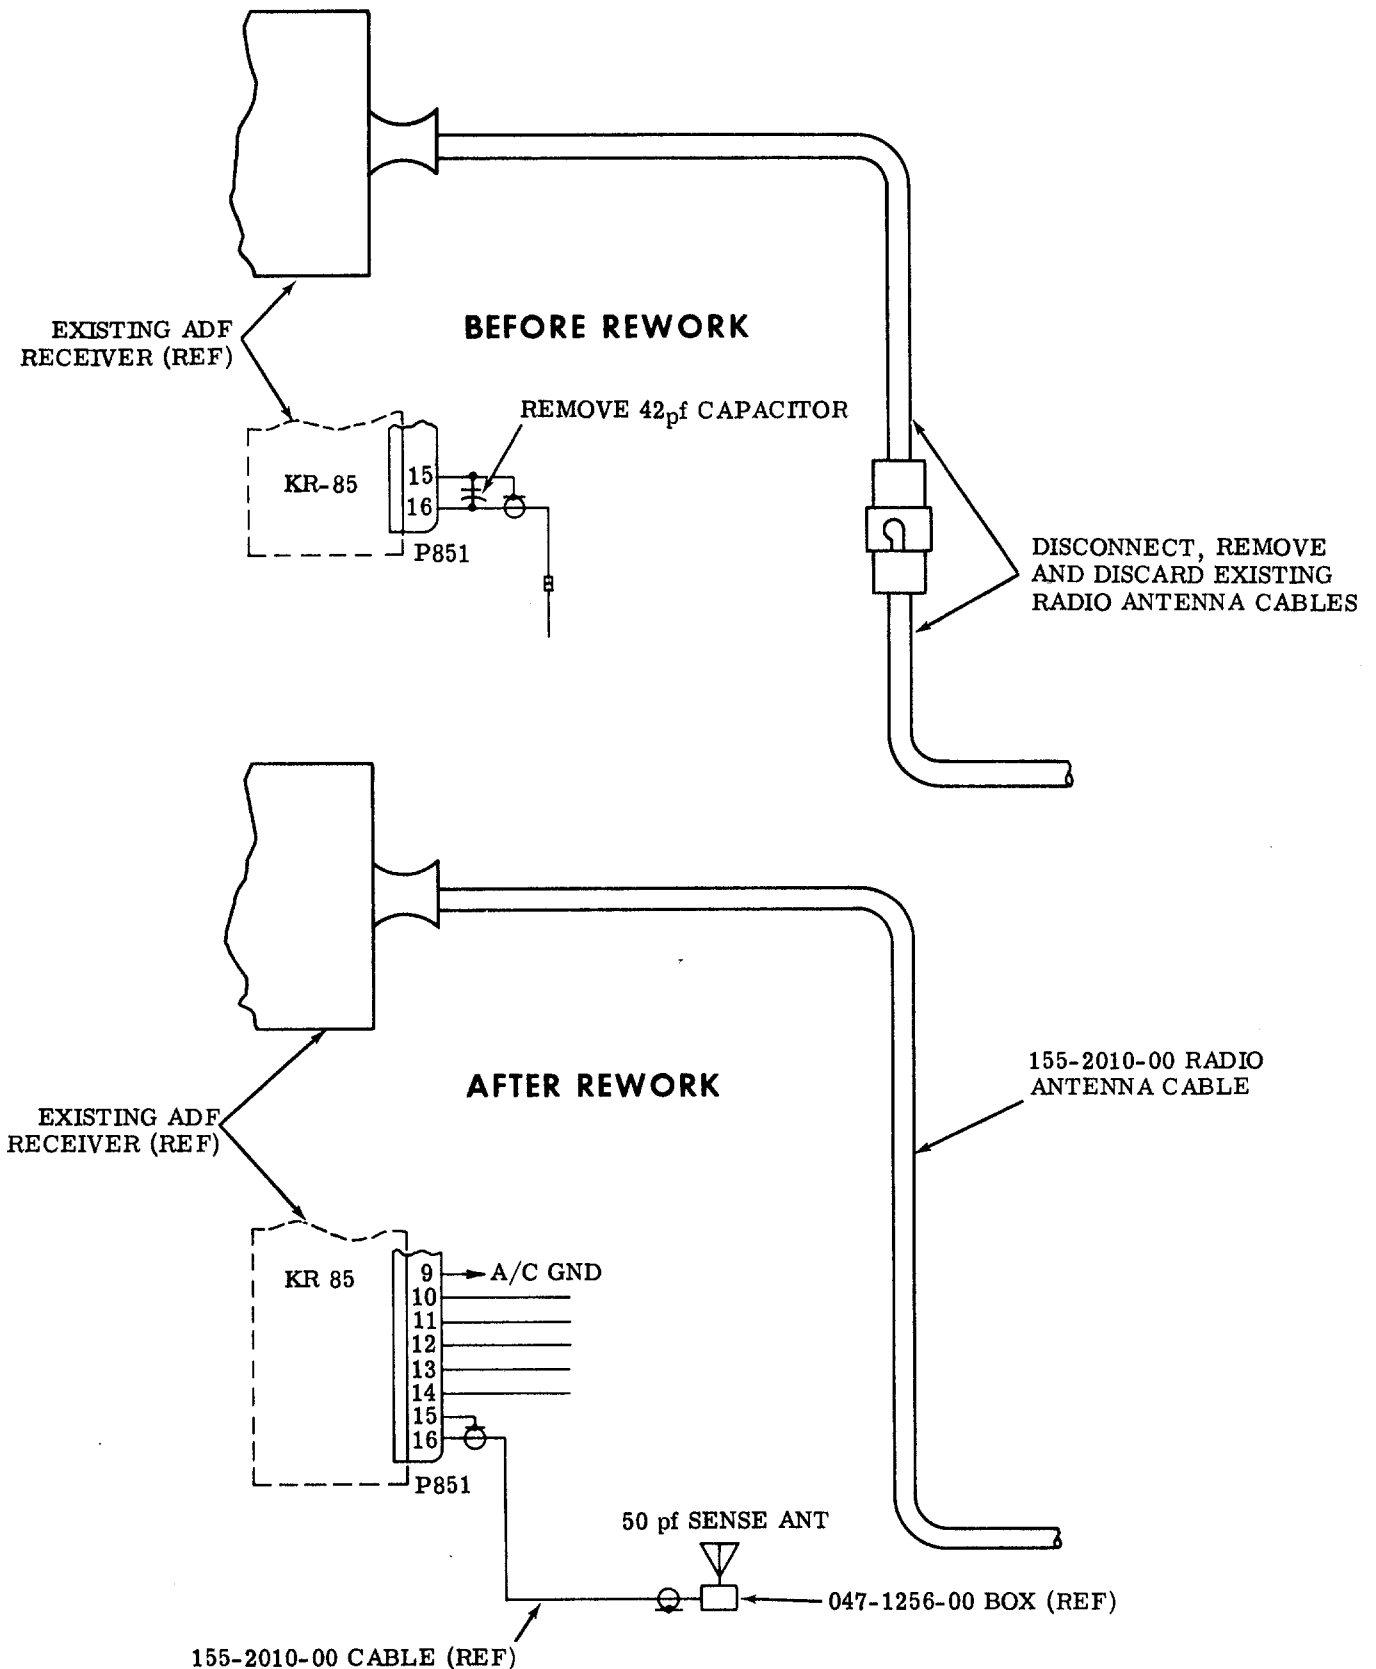 EXISTING ADF
RECEIVER (REF)
BEFORE REWORK
REMOVE 42pf CAPACITOR
KR-85
15
16
P851
DISCONNECT, REMOVE
AND DISCARD EXISTING
RADIO ANTENNA CABLES
AFTER REWORK
155-2010-00 RADIO
ANTENNA CABLE
EXISTING ADF
RECEIVER (REF)
KR 85
9
A/C GND
10
11
12
13
14
15
16
P851
50 pf SENSE ANT
047-1256-00 BOX (REF)
155-2010-00 CABLE (REF)